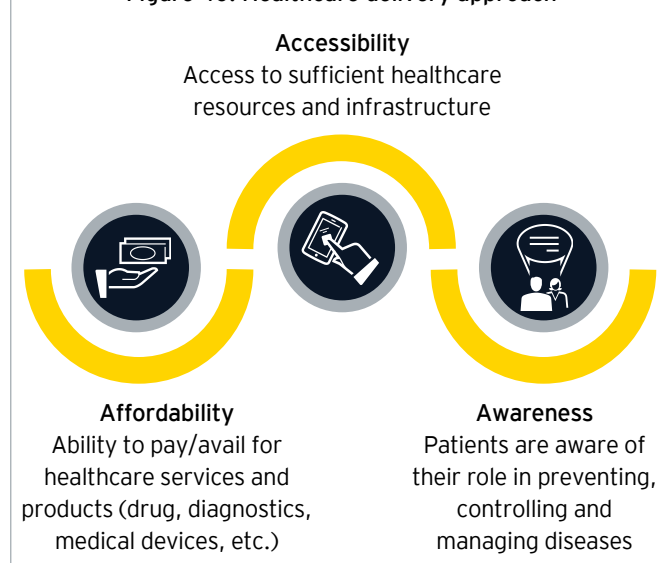 Accessibility
Access to sufficient healthcare
resources and infrastructure
Affordability
Ability to pay/avail for
healthcare services and
products (drug, diagnostics,
medical devices, etc.)
Awareness
Patients are aware of
their role in preventing,
controlling and
managing diseases